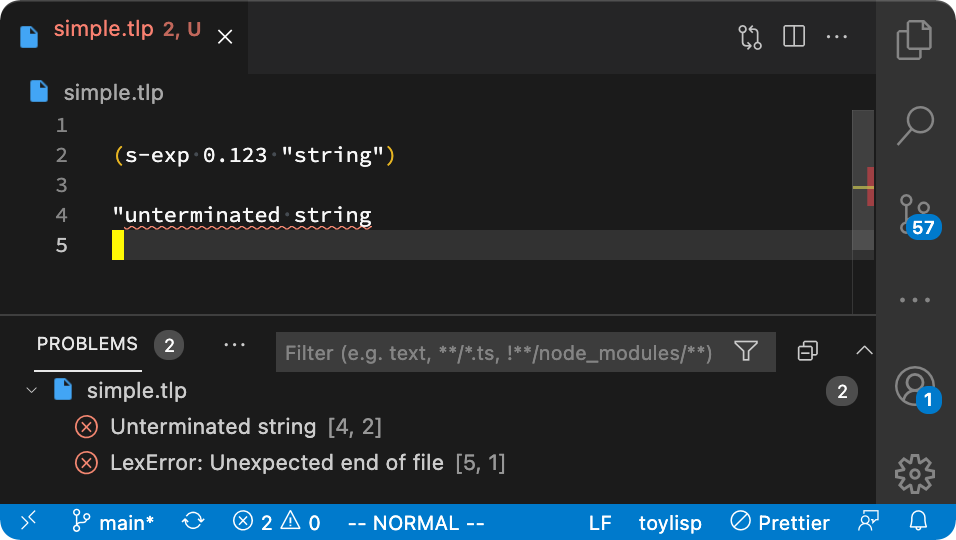 simple.tlp 2, U
simple.tlp
1
2 (s-exp·0.123·"string")
3
4 "unterminated·string
5
57
PROBLEMS 2 ··· Filter (e.g. text, **/*.ts, !**/node_modules/**)
simple.tlp 2
Unterminated string [4, 2]
1
LexError: Unexpected end of file [5, 1]
main* 2 0 -- NORMAL -- LF toylisp Prettier